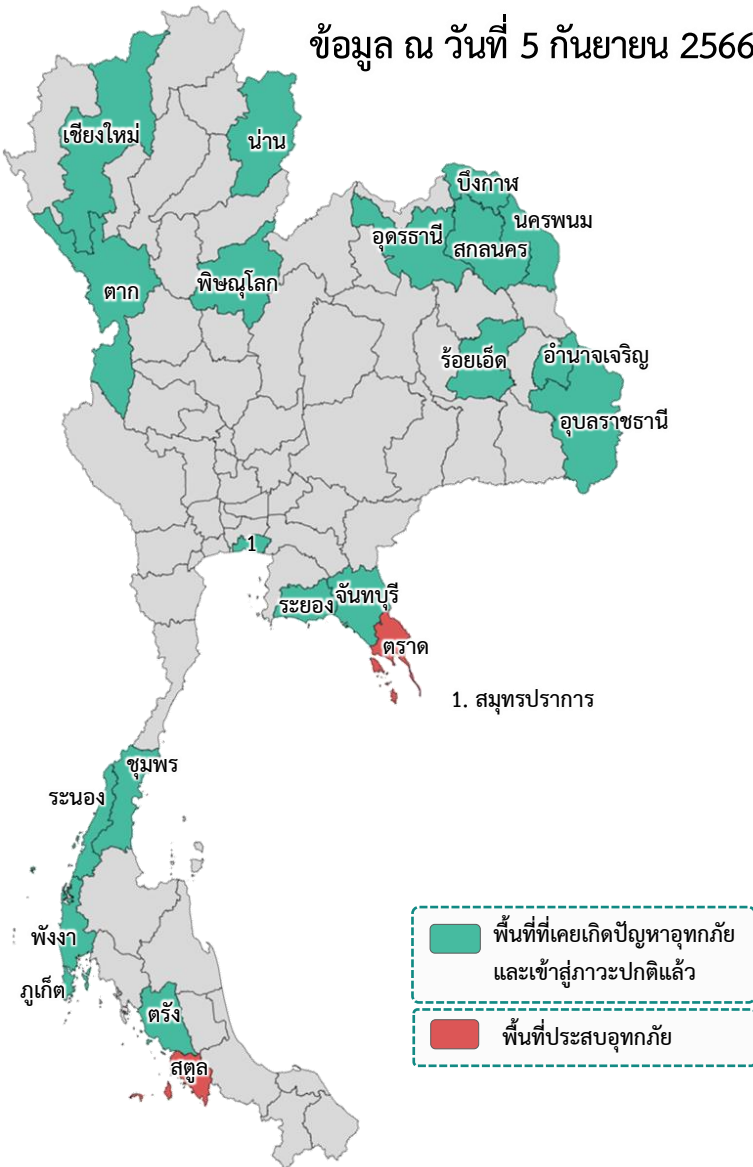 ข้อมูล ณ วันที่ 5 กันยายน 2566
เชียงใหม่
น่าน
บึงกาฬ
นครพนม
อุดรธานี
สกลนคร
พิษณุโลก
ตาก
ร้อยเอ็ด
อำนาจเจริญ
อุบลราชธานี
1
ระยอง
จันทบุรี
ตราด
1. สมุทรปราการ
ชุมพร
ระนอง
พังงา
ภูเก็ต
ตรัง
สตูล
พื้นที่ที่เคยเกิดปัญหาอุทกภัย
และเข้าสู่ภาวะปกติแล้ว
พื้นที่ประสบอุทกภัย